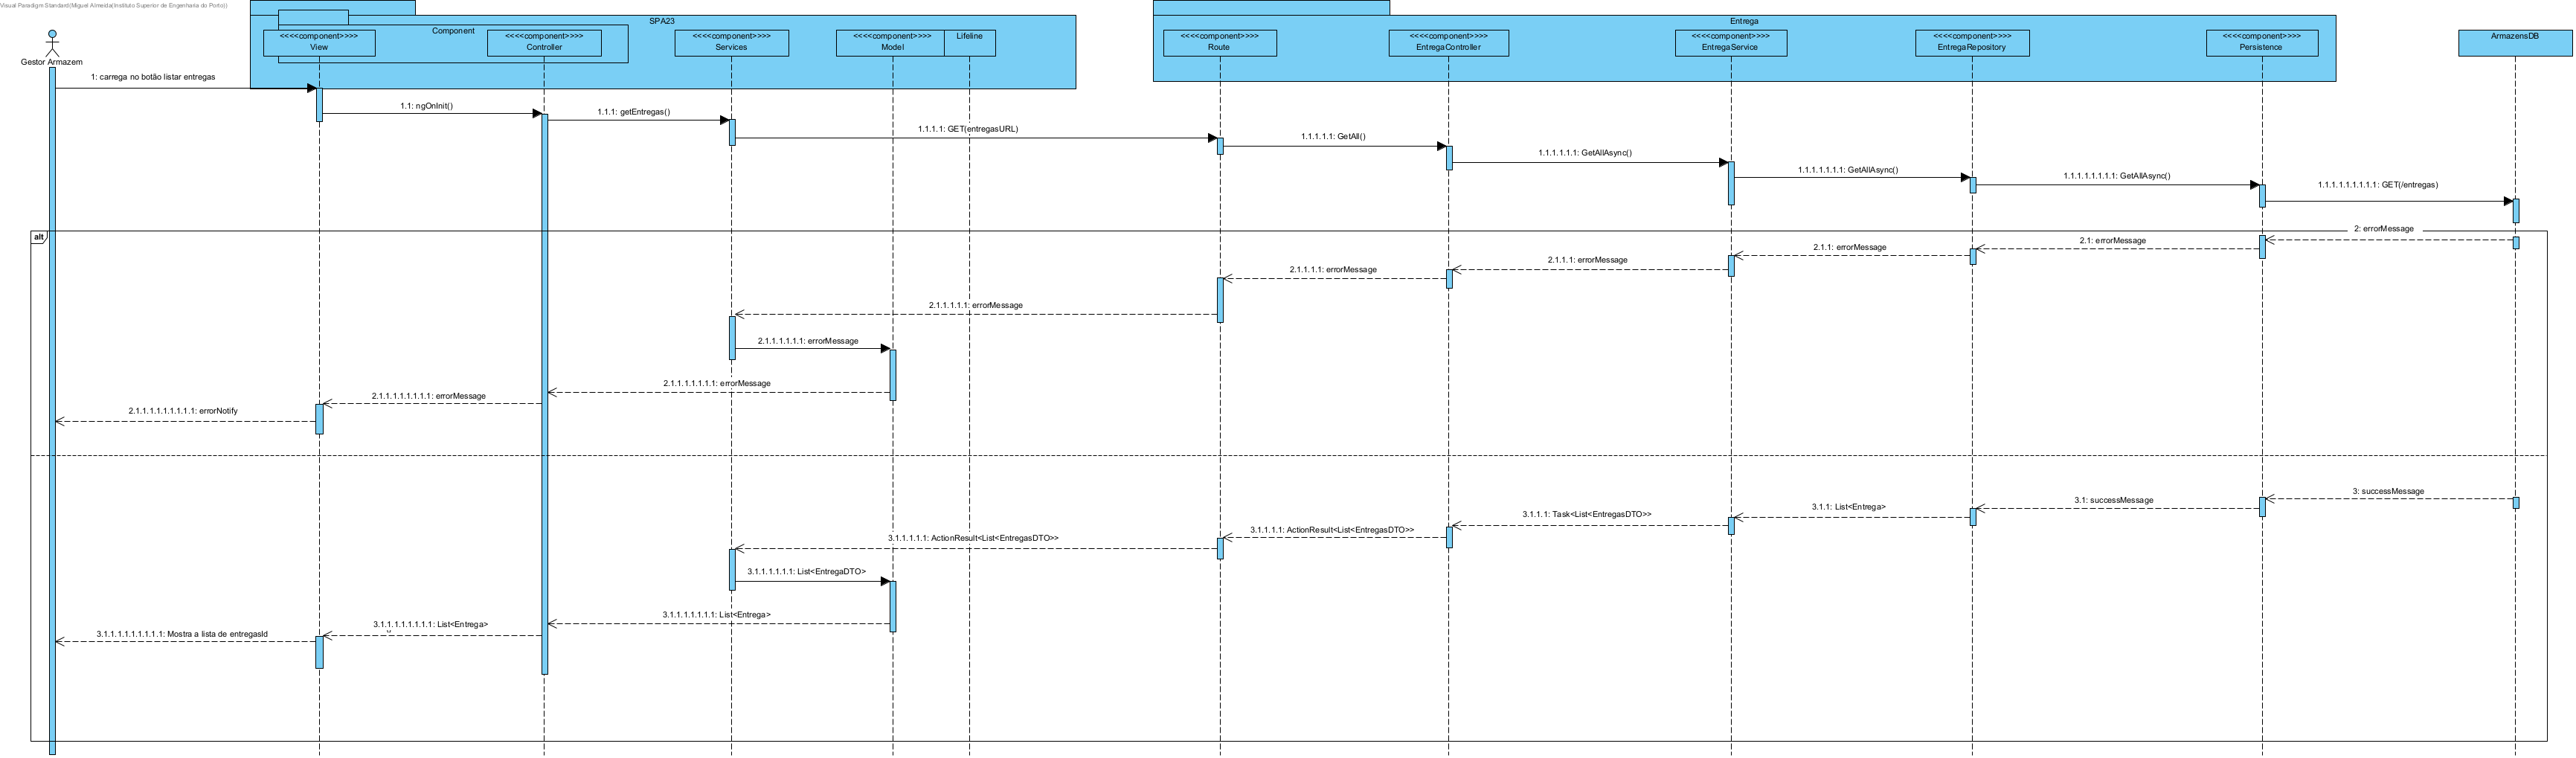 Visual Paradigm Standard(Miguel Almeida(Instituto Superior de Engenharia do Porto))
SPA23
Entrega
Component
<<<<component>>>>
View
<<<<component>>>>
Controller
<<<<component>>>>
Services
<<<<component>>>>
Model
Lifeline
<<<<component>>>>
Route
<<<<component>>>>
EntregaController
<<<<component>>>>
EntregaService
<<<<component>>>>
EntregaRepository
<<<<component>>>>
Persistence
ArmazensDB
Gestor Armazem
1: carrega no botão listar entregas
1.1: ngOnInit()
1.1.1: getEntregas()
1.1.1.1: GET(entregasURL)
1.1.1.1.1: GetAll()
1.1.1.1.1.1: GetAllAsync()
1.1.1.1.1.1.1: GetAllAsync()
1.1.1.1.1.1.1.1: GetAllAsync()
1.1.1.1.1.1.1.1.1: GET(/entregas)
alt
2: errorMessage
2.1: errorMessage
2.1.1: errorMessage
2.1.1.1: errorMessage
2.1.1.1.1: errorMessage
2.1.1.1.1.1: errorMessage
2.1.1.1.1.1.1: errorMessage
2.1.1.1.1.1.1.1: errorMessage
2.1.1.1.1.1.1.1.1: errorMessage
2.1.1.1.1.1.1.1.1.1: errorNotify
3: successMessage
3.1: successMessage
3.1.1: List<Entrega>
3.1.1.1: Task<List<EntregasDTO>>
3.1.1.1.1: ActionResult<List<EntregasDTO>>
3.1.1.1.1.1: ActionResult<List<EntregasDTO>>
3.1.1.1.1.1.1: List<EntregaDTO>
3.1.1.1.1.1.1.1: List<Entrega>
3.1.1.1.1.1.1.1.1: List<Entrega>
3.1.1.1.1.1.1.1.1.1: Mostra a lista de entregasId